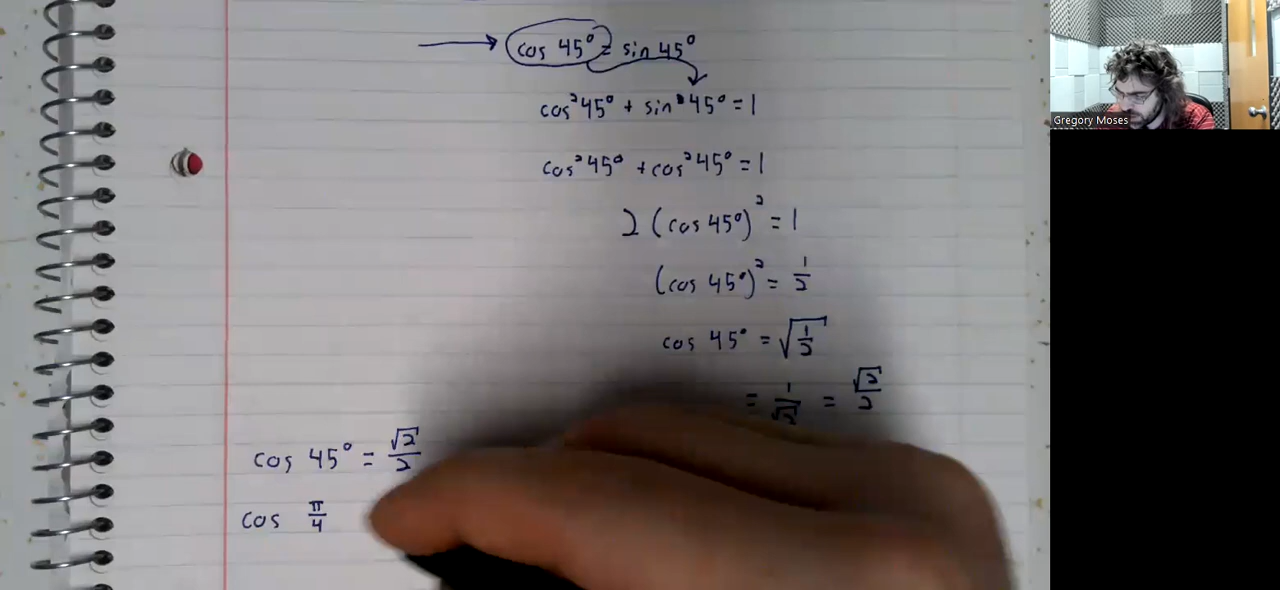 cos 45° = sin 45°
Gregory Moses
cos²45° + sin²45° = 1
cos²45° + cos²45° = 1
2 (cos 45°)² = 1
(cos 45°)² = 1/2
cos 45° = √(1/2)
= 1/√2 = √2/2
cos 45° = √2/2
cos π/4